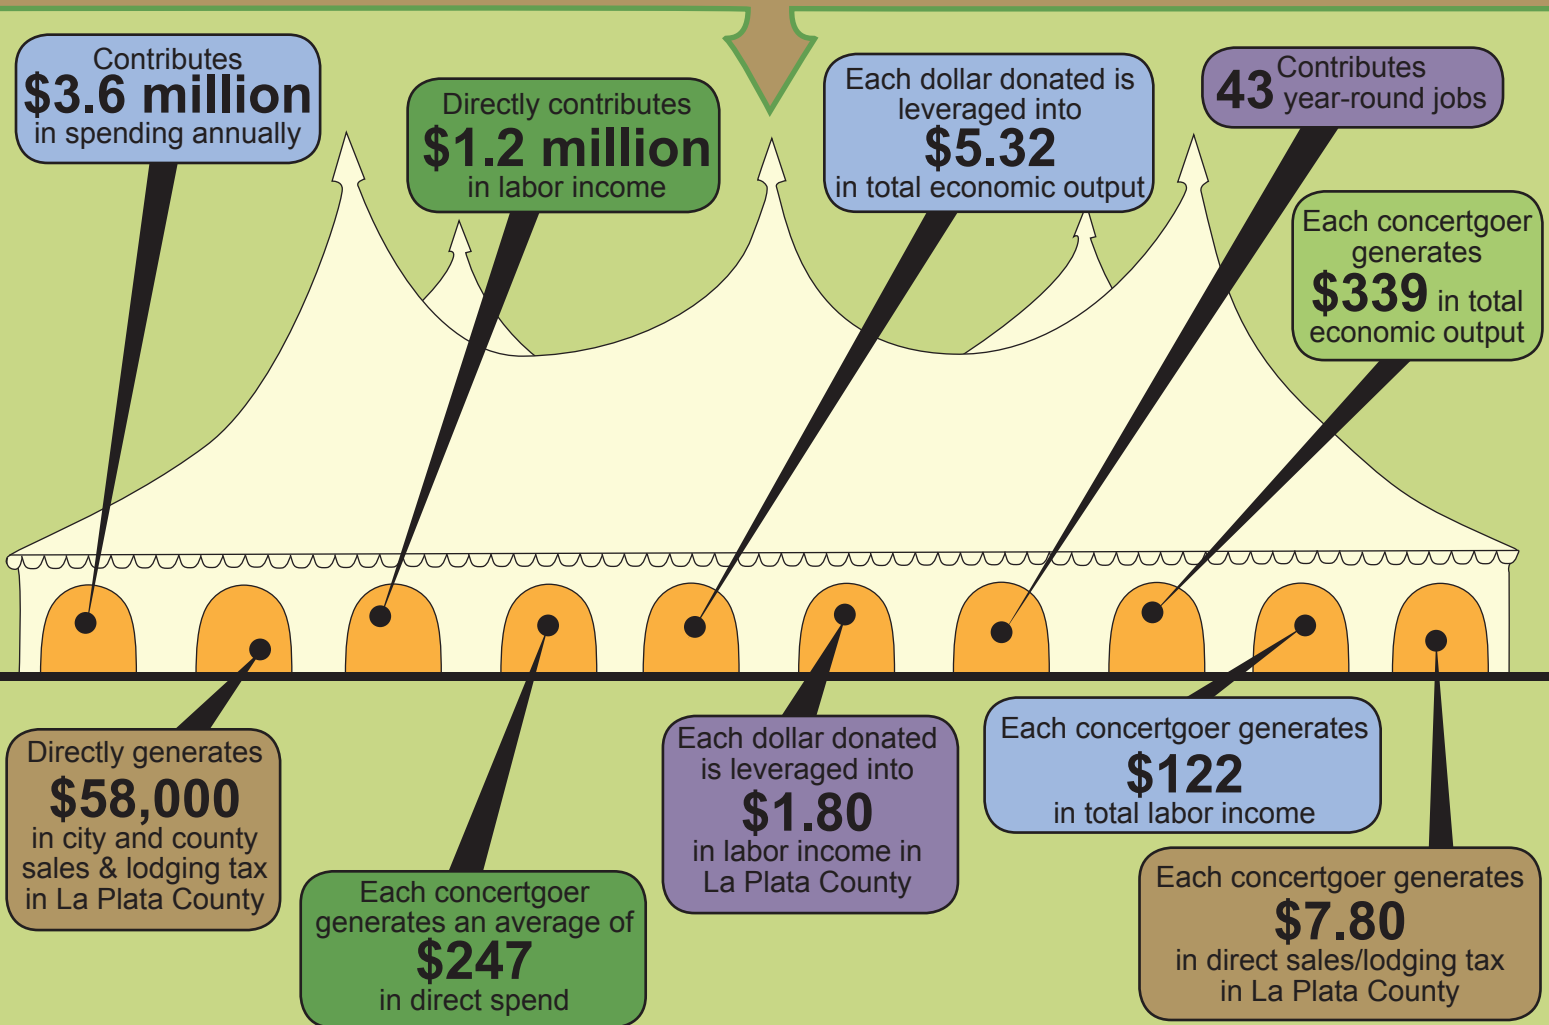 Contributes
$3.6 million
in spending annually
Directly contributes
$1.2 million
in labor income
Each dollar donated is
leveraged into
$5.32
in total economic output
43 Contributes
year-round jobs
Each concertgoer
generates
$339 in total
economic output
Directly generates
$58,000
in city and county
sales & lodging tax
in La Plata County
Each concertgoer
generates an average of
$247
in direct spend
Each dollar donated
is leveraged into
$1.80
in labor income in
La Plata County
Each concertgoer generates
$122
in total labor income
Each concertgoer generates
$7.80
in direct sales/lodging tax
in La Plata County